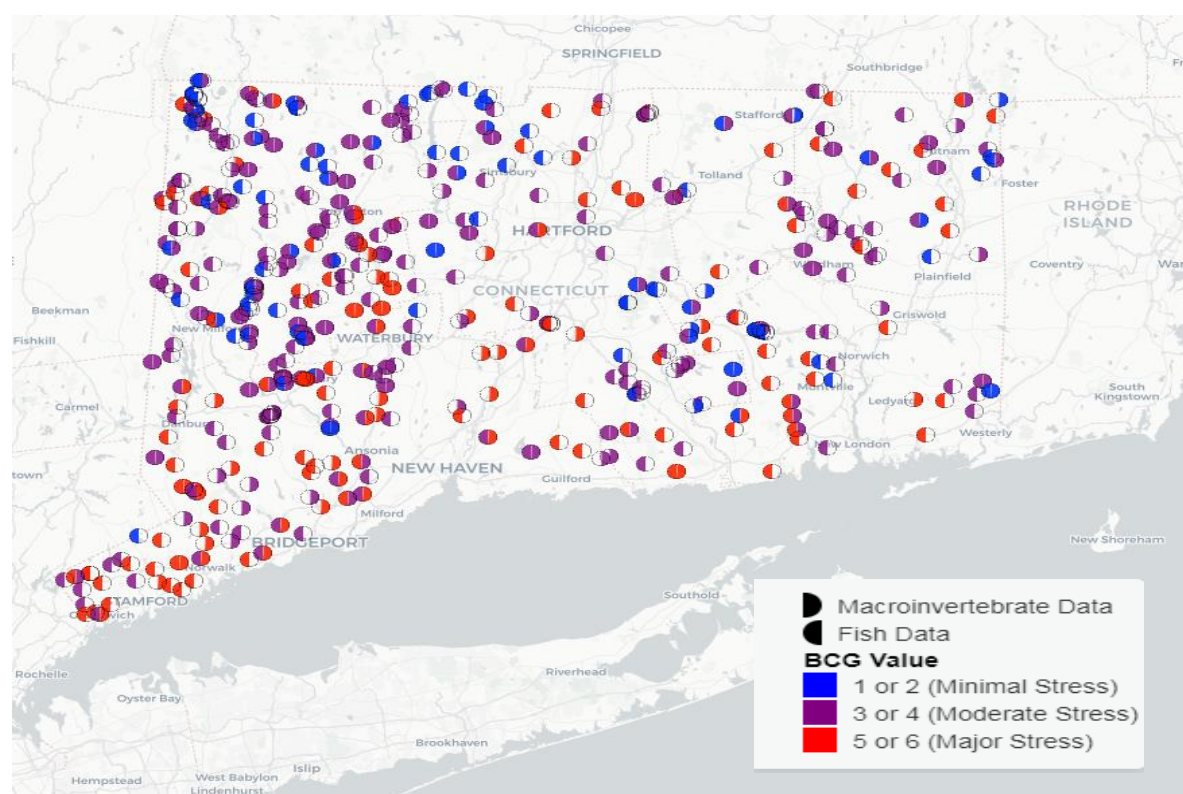 Chicopee
SPRINGFIELD
Southbridge
Stafford
Putnam
Simsbury
Tolland
Foster
RHODE
ISLAND
HARTFORD
Windham
Coventry
War
Plainfield
CONNECTICUT
Beekman
Griswold
New Milford
Fishkill
WATERBURY
Norwich
South
Kingstown
Montville
Carmel
Ledyard
Danbury
Westerly
New London
Ansonia
town
NEW HAVEN
Guilford
Milford
BRIDGEPORT
New Shoreham
Norwalk
STAMFORD
Southold
Macroinvertebrate Data
Fish Data
BCG Value
1 or 2 (Minimal Stress)
3 or 4 (Moderate Stress)
5 or 6 (Major Stress)
Rochelle
Riverhead
Oyster Bay
Brookhaven
Islip
Hempstead
West Babylon
Lindenhurst